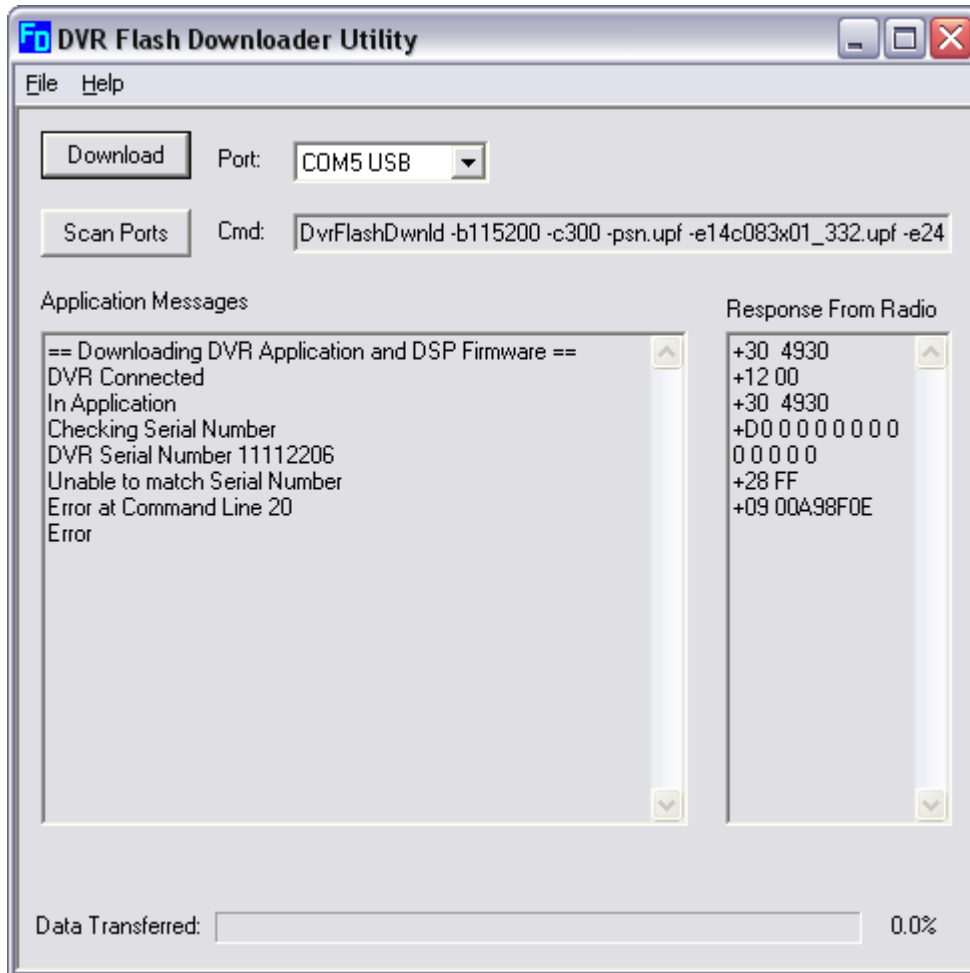 FD DVR Flash Downloader Utility
File Help
Download Port: COM5 USB
Scan Ports Cmd: DvrFlashDwnld -b115200 -c300 -psn.upf -e14c083x01_332.upf -e24
Application Messages
== Downloading DVR Application and DSP Firmware ==
DVR Connected
In Application
Checking Serial Number
DVR Serial Number 11112206
Unable to match Serial Number
Error at Command Line 20
Error
Response From Radio
+30 4930
+12 00
+30 4930
+D0 0 0 0 0 0 0 0
0 0 0 0 0
+28 FF
+09 00A98F0E
Data Transferred: 0.0%